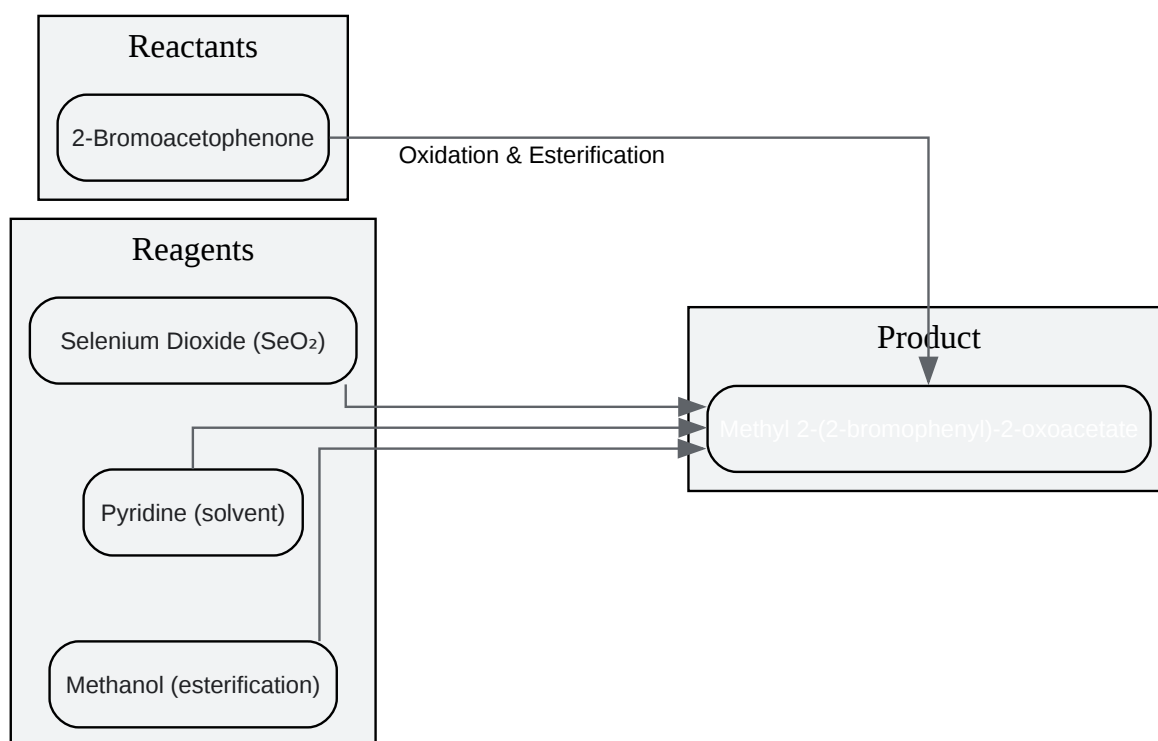 Reactants
2-Bromoacetophenone
Oxidation & Esterification
Reagents
Selenium Dioxide (SeO₂)
Product
Methyl 2-(2-bromophenyl)-2-oxoacetate
Pyridine (solvent)
Methanol (esterification)